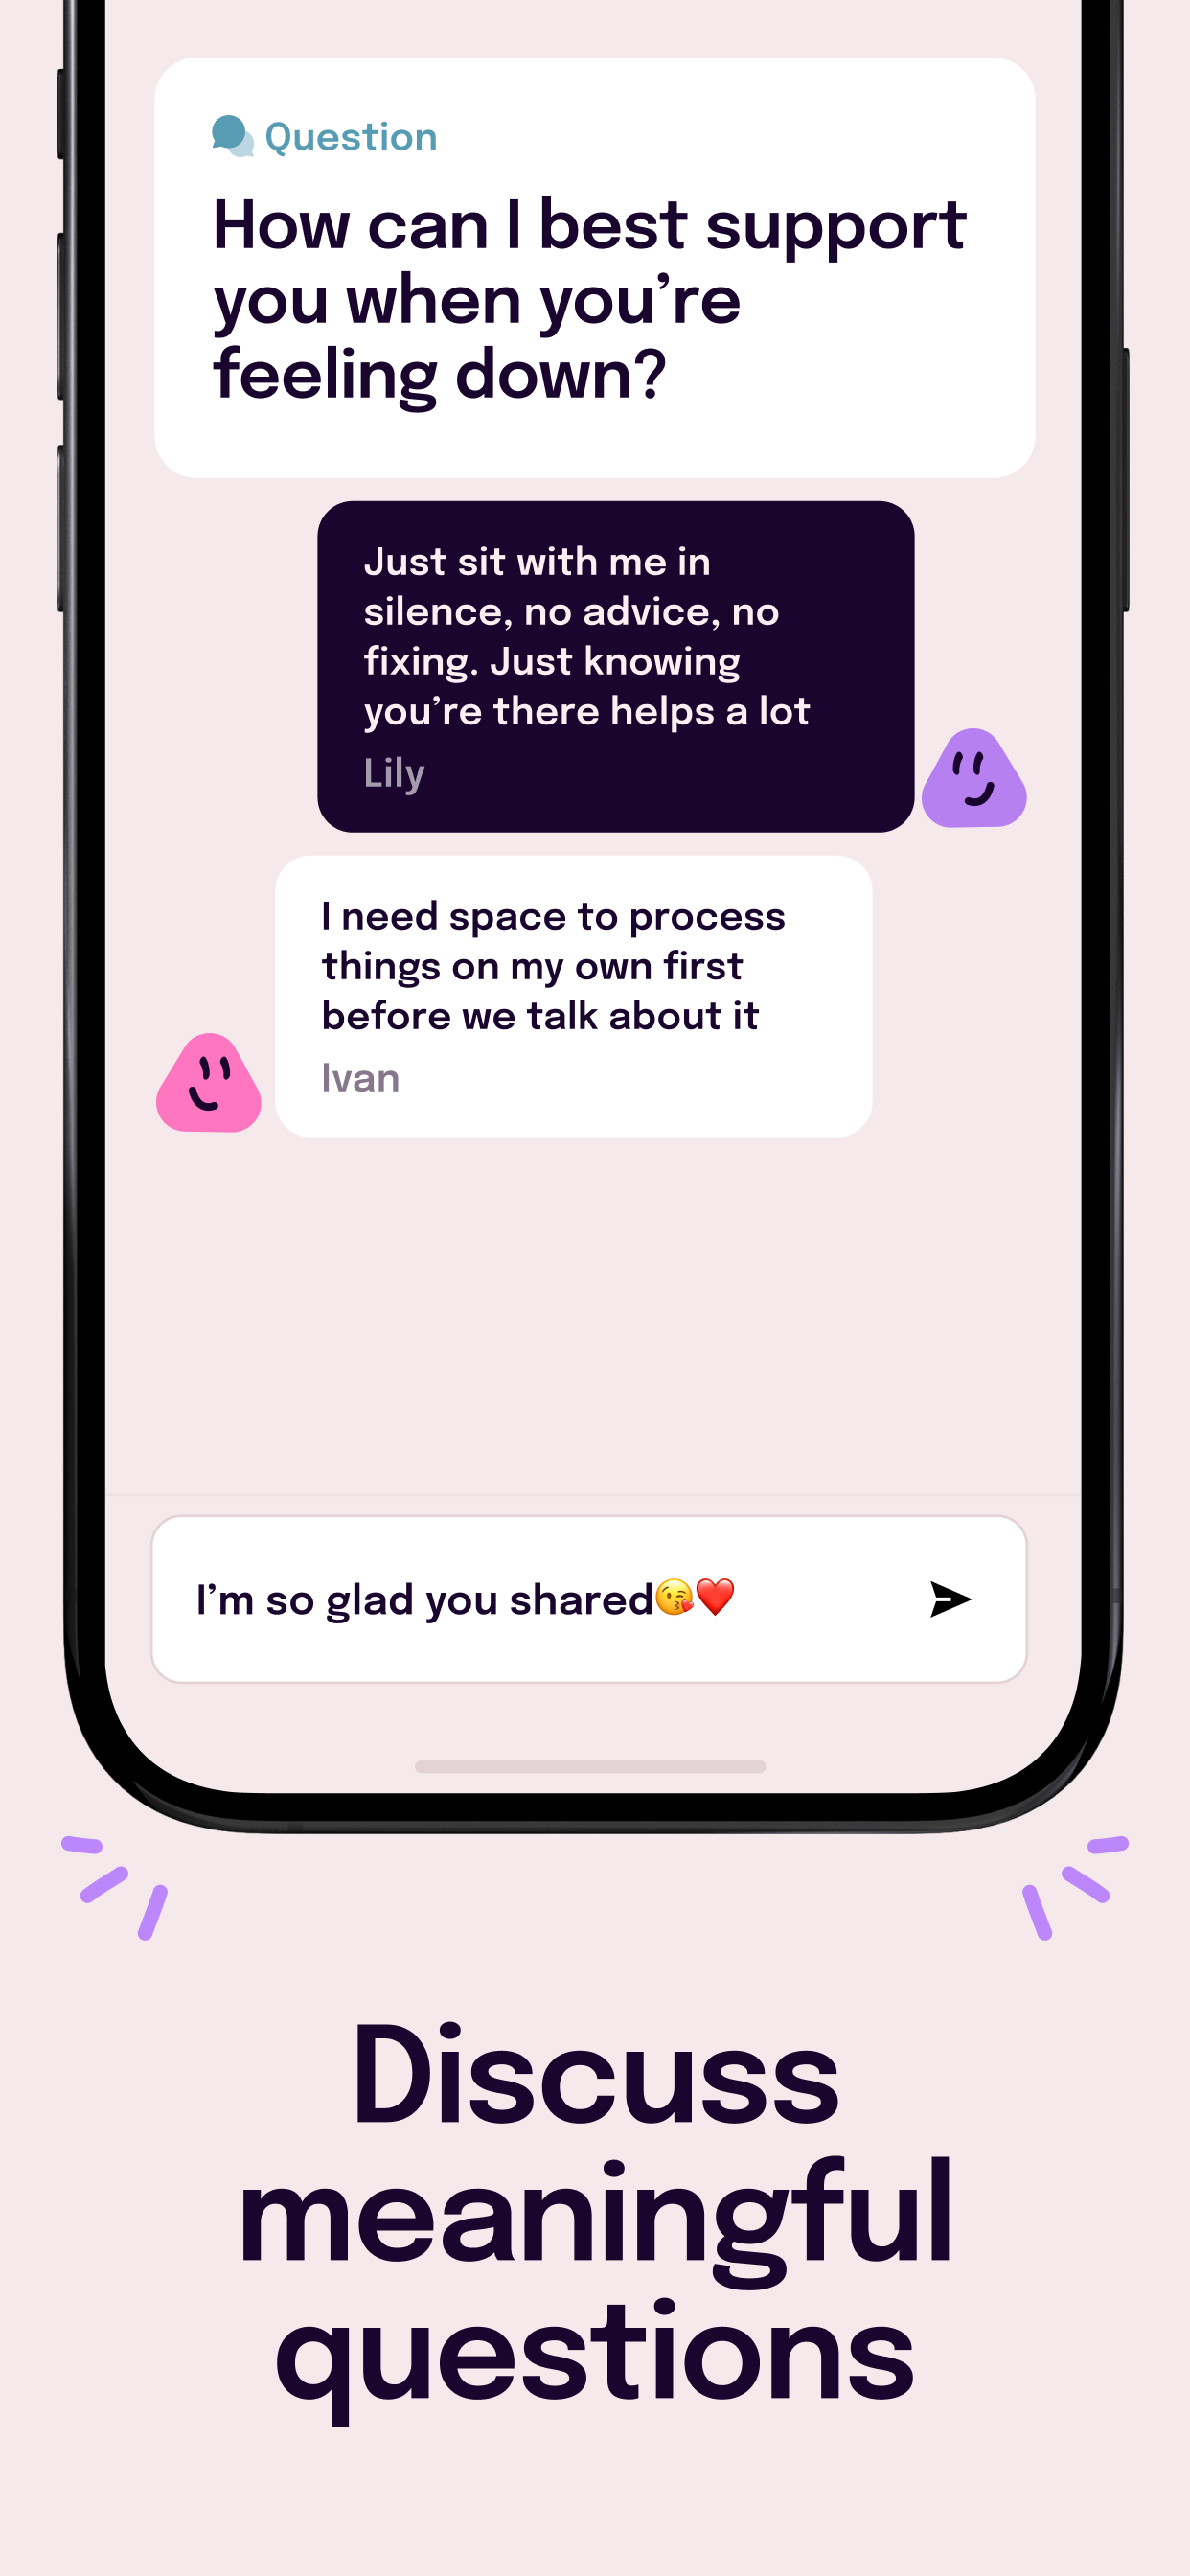 Question
How can I best support
you when you’re
feeling down?
Just sit with me in
silence, no advice, no
fixing. Just knowing
you’re there helps a lot
Lily
I need space to process
things on my own first
before we talk about it
Ivan
I’m so glad you shared😘❤️
Discuss
meaningful
questions